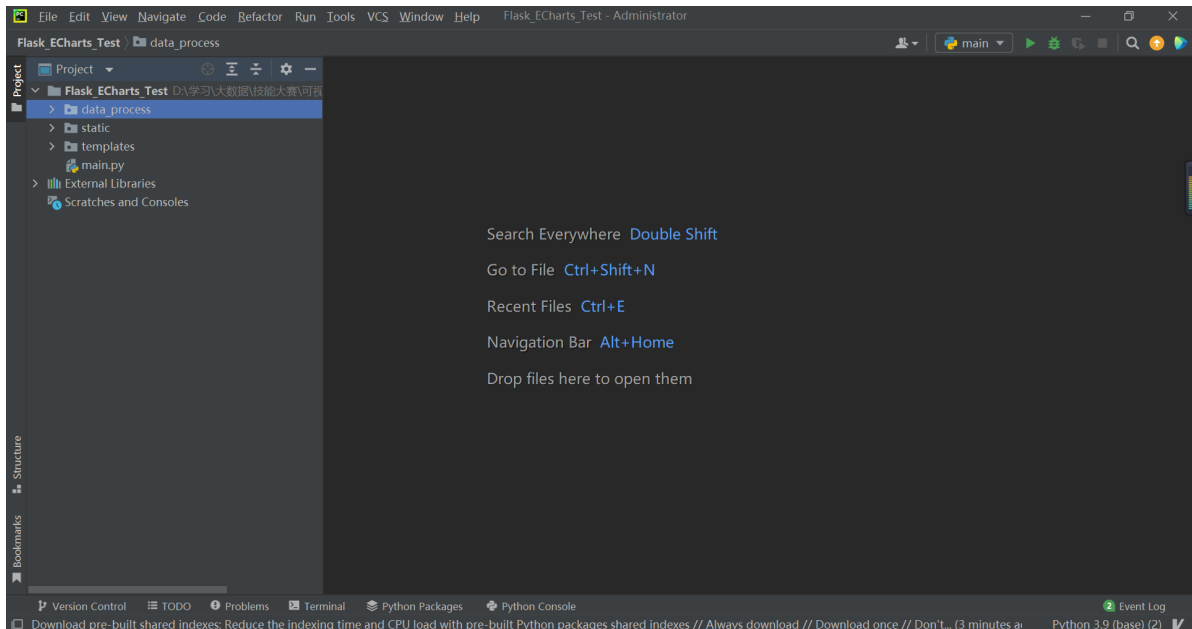 PC File Edit View Navigate Code Refactor Run Tools VCS Window Help Flask_ECharts_Test - Administrator
Flask_ECharts_Test data_process main
Project
Project
Flask_ECharts_Test D:\学习\大数据\技能大赛\可视
data_process
static
templates
main.py
External Libraries
Scratches and Consoles
Search Everywhere Double Shift
Go to File Ctrl+Shift+N
Recent Files Ctrl+E
Navigation Bar Alt+Home
Drop files here to open them
Structure
Bookmarks
Version Control TODO Problems Terminal Python Packages Python Console 2 Event Log
Download pre-built shared indexes: Reduce the indexing time and CPU load with pre-built Python packages shared indexes // Always download // Download once // Don't... (3 minutes a Python 3.9 (base) (2)